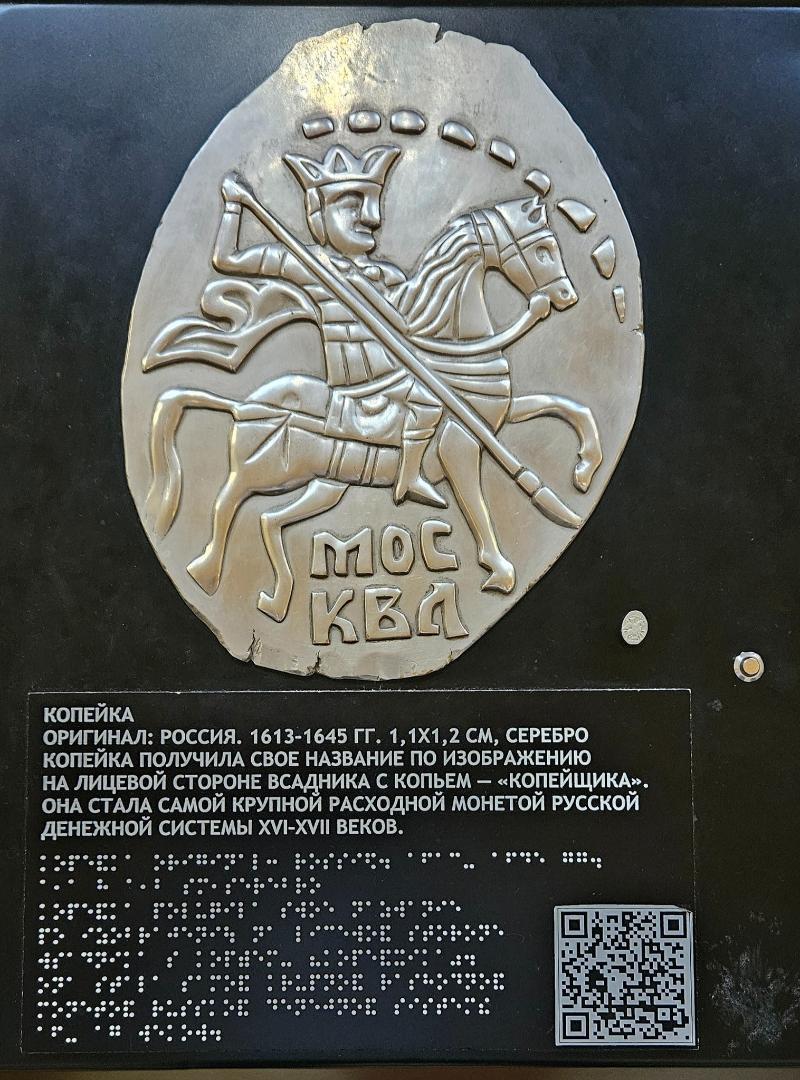 МОС
КВА
КОПЕЙКА
ОРИГИНАЛ: РОССИЯ. 1613-1645 ГГ. 1,1Х1,2 СМ, СЕРЕБРО
КОПЕЙКА ПОЛУЧИЛА СВОЕ НАЗВАНИЕ ПО ИЗОБРАЖЕНИЮ
НА ЛИЦЕВОЙ СТОРОНЕ ВСАДНИКА С КОПЬЕМ – «КОПЕЙЩИКА».
ОНА СТАЛА САМОЙ КРУПНОЙ РАСХОДНОЙ МОНЕТОЙ РУССКОЙ
ДЕНЕЖНОЙ СИСТЕМЫ XVI-XVII ВЕКОВ.